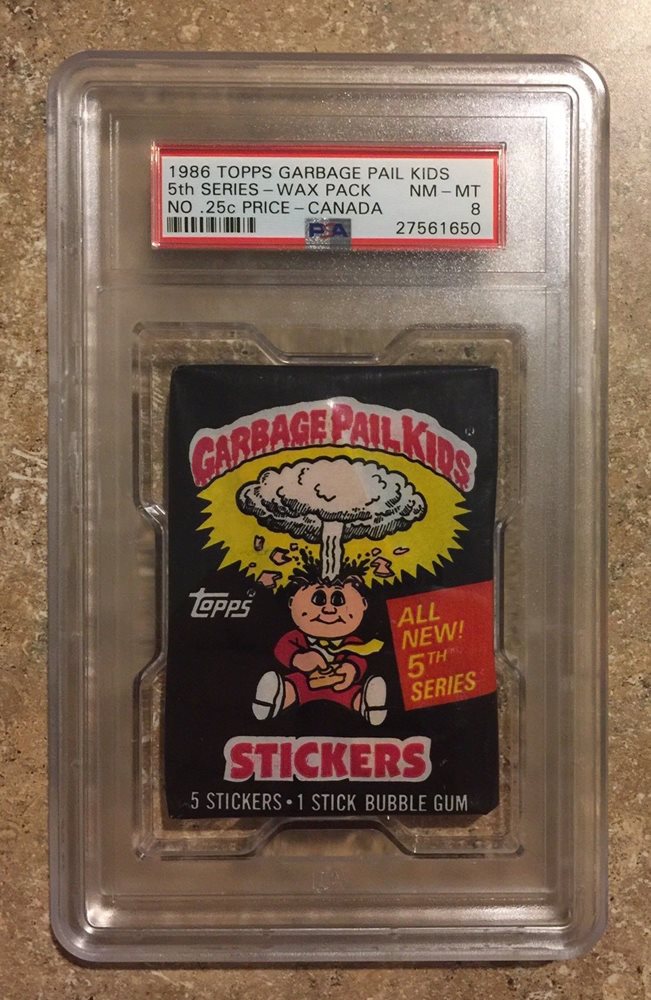 1986 TOPPS GARBAGE PAIL KIDS
5th SERIES-WAX PACK NM-MT
NO .25c PRICE-CANADA 8
PSA 27561650
GARBAGE PAIL KIDS ®
TOPPS ®
ALL
NEW!
5TH
SERIES
STICKERS
5 STICKERS • 1 STICK BUBBLE GUM